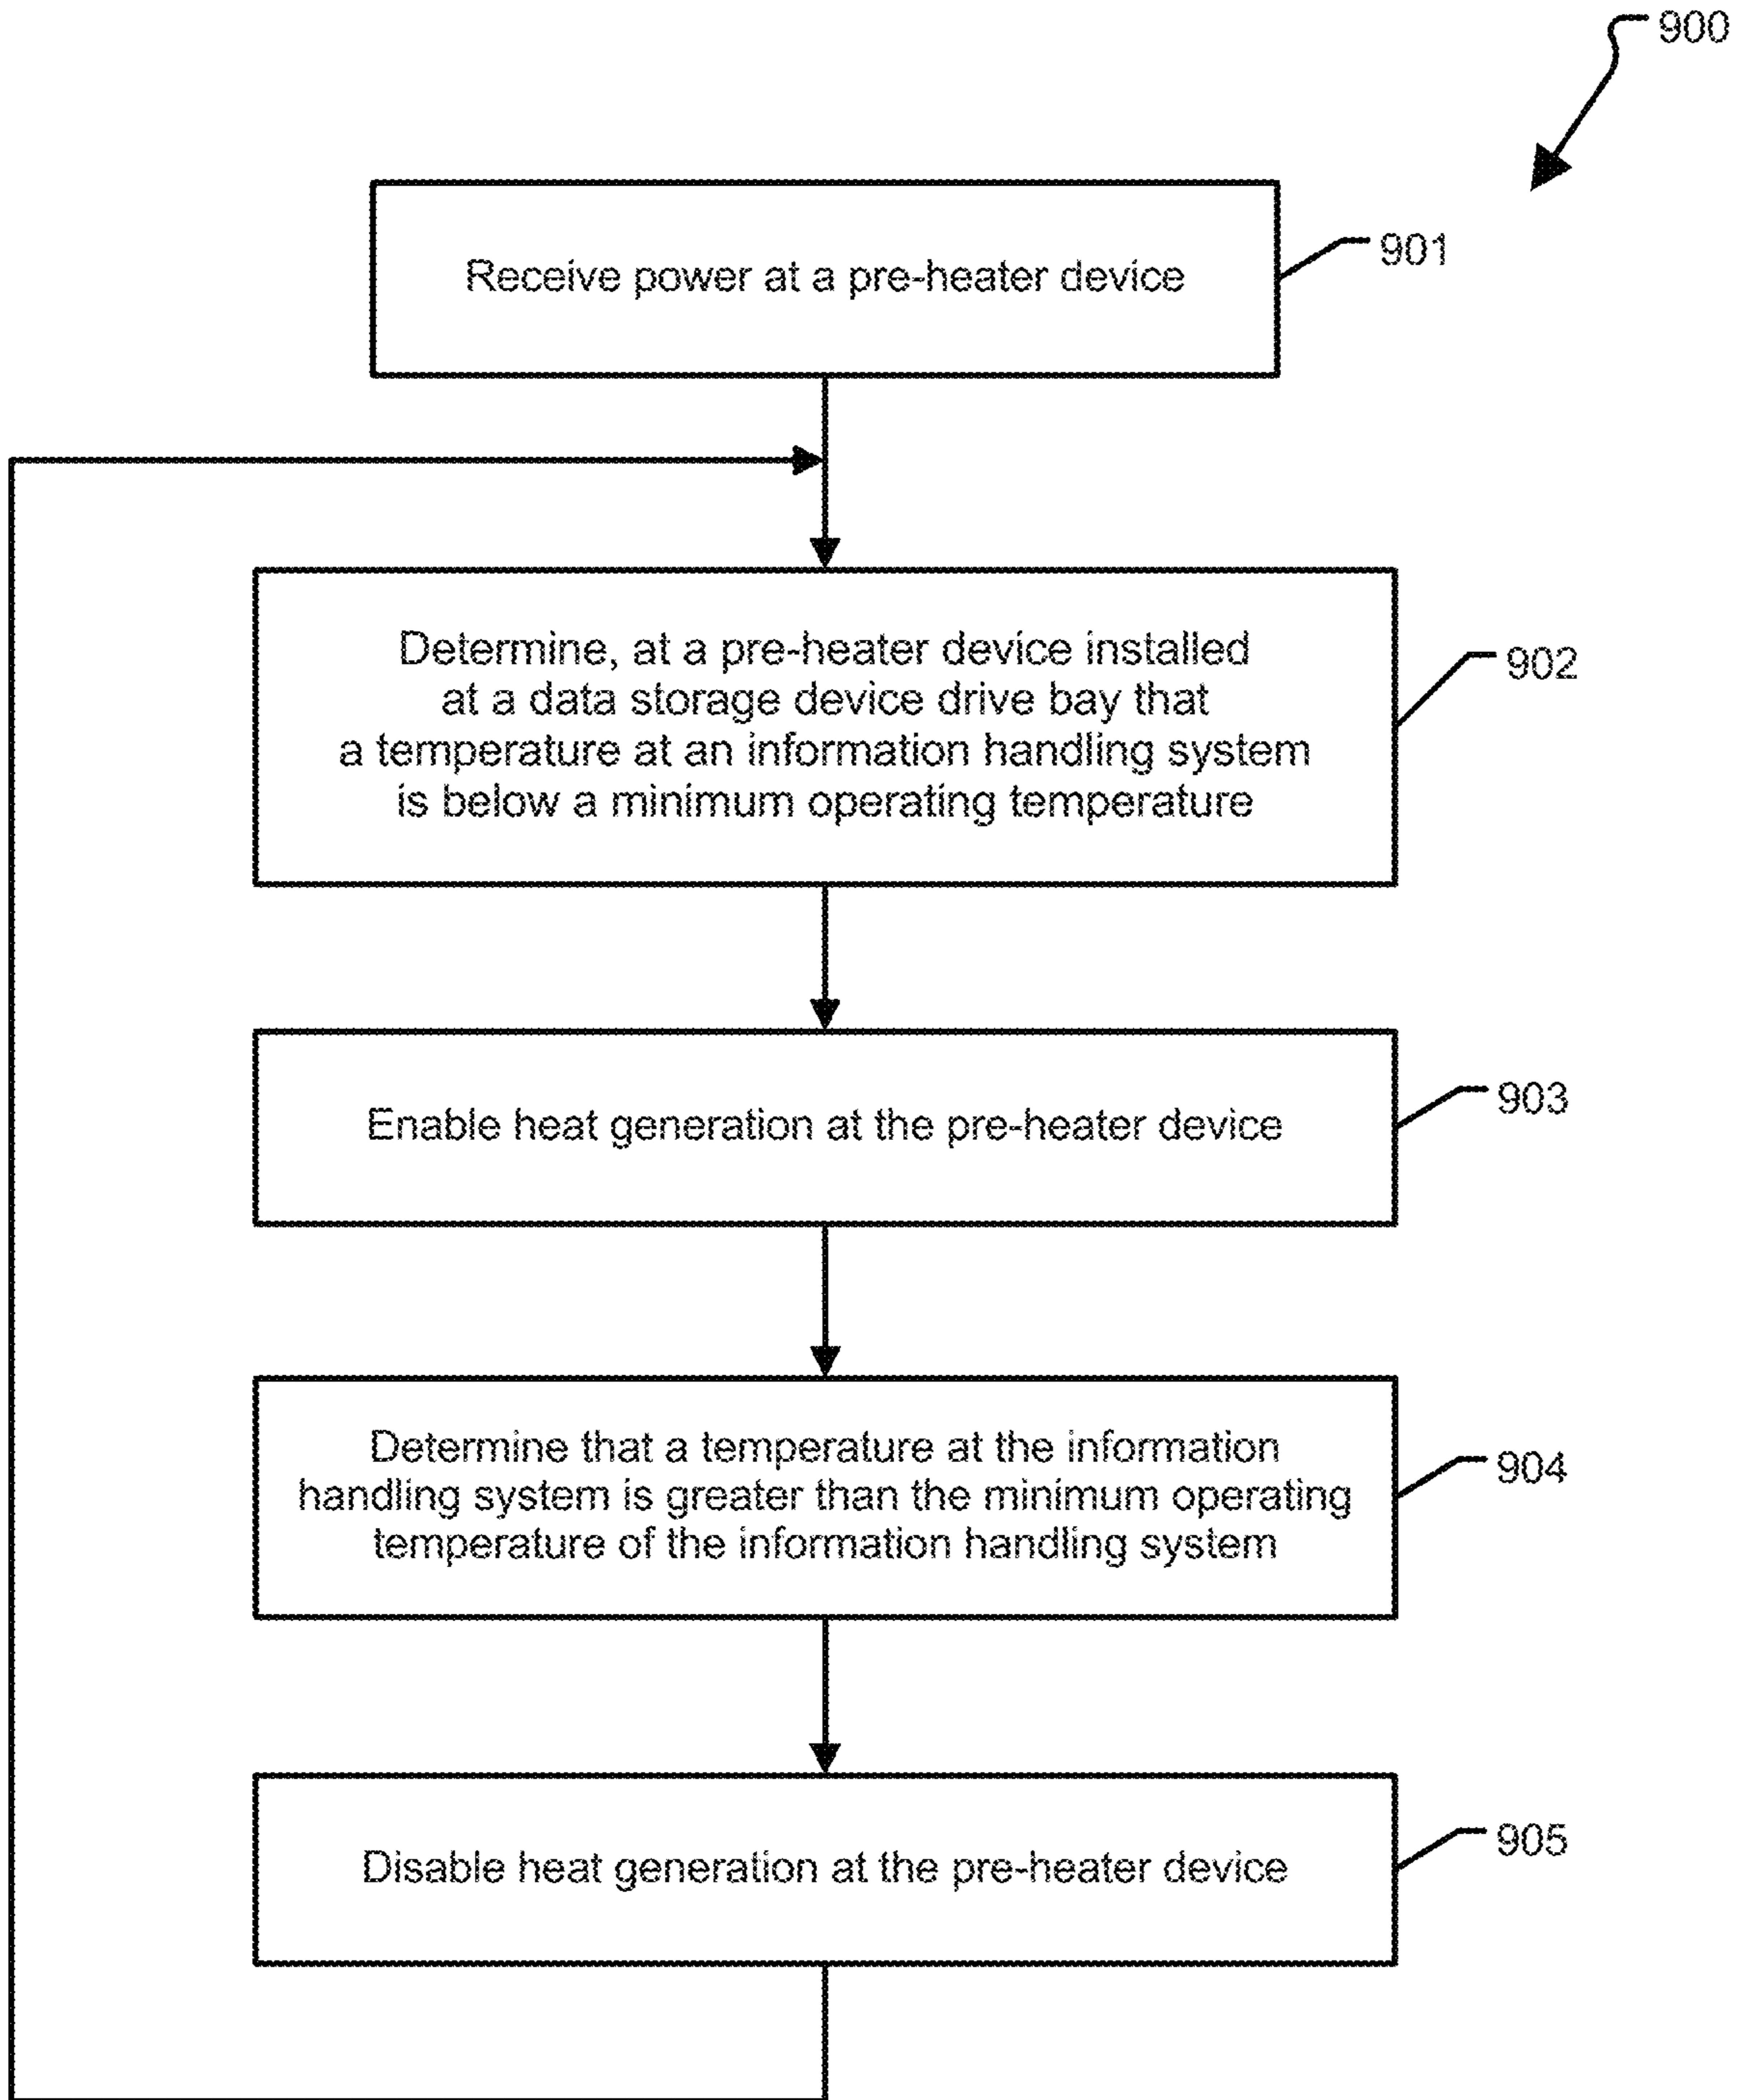 900
Receive power at a pre-heater device
901
Determine, at a pre-heater device installed
at a data storage device drive bay that
a temperature at an information handling system
is below a minimum operating temperature
902
Enable heat generation at the pre-heater device
903
Determine that a temperature at the information
handling system is greater than the minimum operating
temperature of the information handling system
904
Disable heat generation at the pre-heater device
905